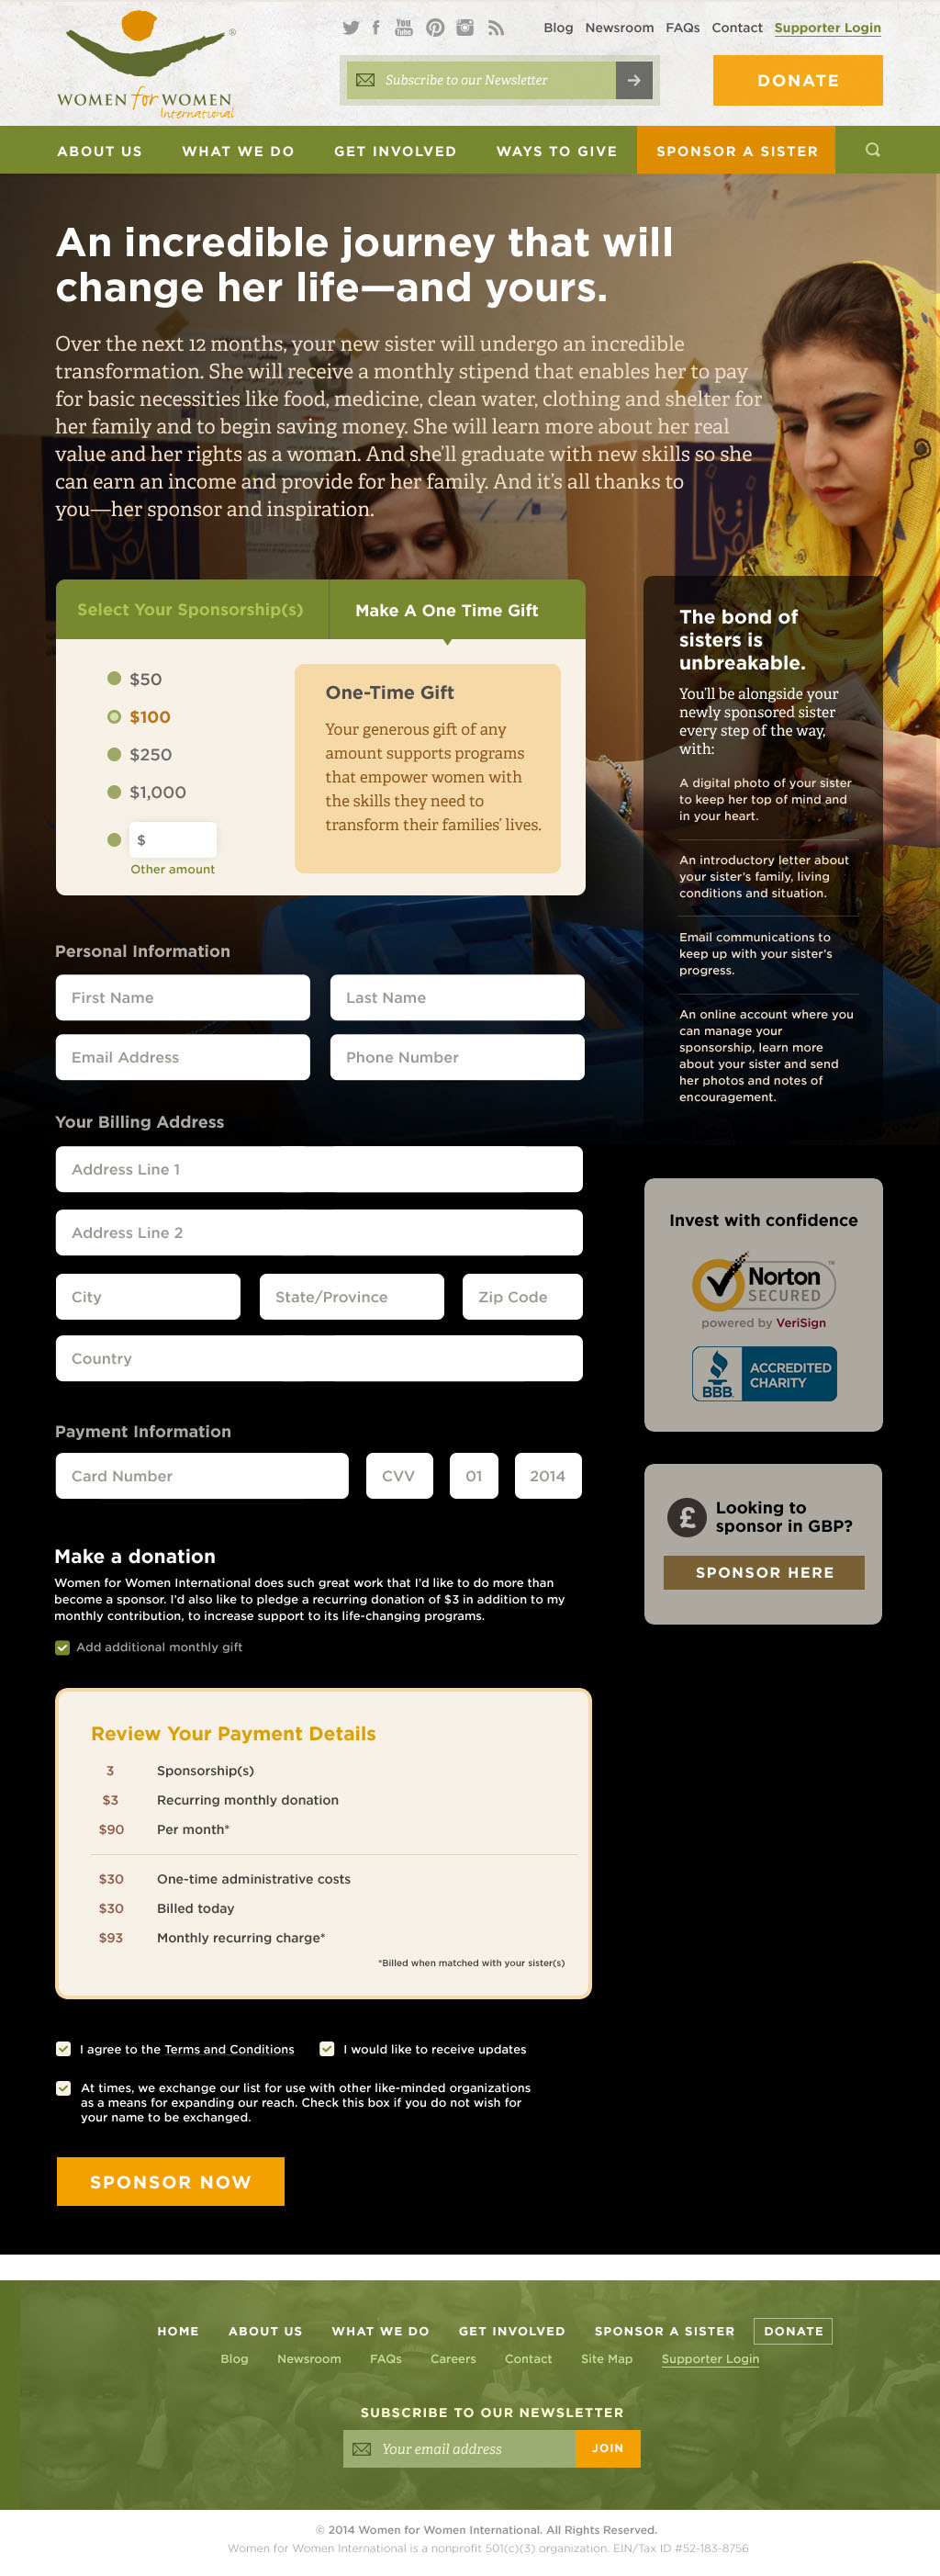 WOMEN for WOMEN
International
®
You
Tube
Blog Newsroom FAQs Contact Supporter Login
Subscribe to our Newsletter
DONATE
ABOUT US WHAT WE DO GET INVOLVED WAYS TO GIVE SPONSOR A SISTER
An incredible journey that will
change her life—and yours.
Over the next 12 months, your new sister will undergo an incredible
transformation. She will receive a monthly stipend that enables her to pay
for basic necessities like food, medicine, clean water, clothing and shelter for
her family and to begin saving money. She will learn more about her real
value and her rights as a woman. And she'll graduate with new skills so she
can earn an income and provide for her family. And it's all thanks to
you—her sponsor and inspiration.
Select Your Sponsorship(s) Make A One Time Gift
$50
$100
$250
$1,000
$
Other amount
One-Time Gift
Your generous gift of any
amount supports programs
that empower women with
the skills they need to
transform their families' lives.
The bond of
sisters is
unbreakable.
You'll be alongside your
newly sponsored sister
every step of the way,
with:
A digital photo of your sister
to keep her top of mind and
in your heart.
An introductory letter about
your sister's family, living
conditions and situation.
Email communications to
keep up with your sister's
progress.
An online account where you
can manage your
sponsorship, learn more
about your sister and send
her photos and notes of
encouragement.
Personal Information
First Name Last Name
Email Address Phone Number
Your Billing Address
Address Line 1
Address Line 2
City State/Province Zip Code
Country
Invest with confidence
Norton™
SECURED
powered by VeriSign
BBB. ACCREDITED
CHARITY
Payment Information
Card Number CVV 01 2014
£ Looking to
sponsor in GBP?
SPONSOR HERE
Make a donation
Women for Women International does such great work that I'd like to do more than
become a sponsor. I'd also like to pledge a recurring donation of $3 in addition to my
monthly contribution, to increase support to its life-changing programs.
Add additional monthly gift
Review Your Payment Details
3 Sponsorship(s)
$3 Recurring monthly donation
$90 Per month*
$30 One-time administrative costs
$30 Billed today
$93 Monthly recurring charge*
*Billed when matched with your sister(s)
I agree to the Terms and Conditions I would like to receive updates
At times, we exchange our list for use with other like-minded organizations
as a means for expanding our reach. Check this box if you do not wish for
your name to be exchanged.
SPONSOR NOW
HOME ABOUT US WHAT WE DO GET INVOLVED SPONSOR A SISTER DONATE
Blog Newsroom FAQs Careers Contact Site Map Supporter Login
SUBSCRIBE TO OUR NEWSLETTER
Your email address JOIN
© 2014 Women for Women International. All Rights Reserved.
Women for Women International is a nonprofit 501(c)(3) organization. EIN/Tax ID #52-183-8756